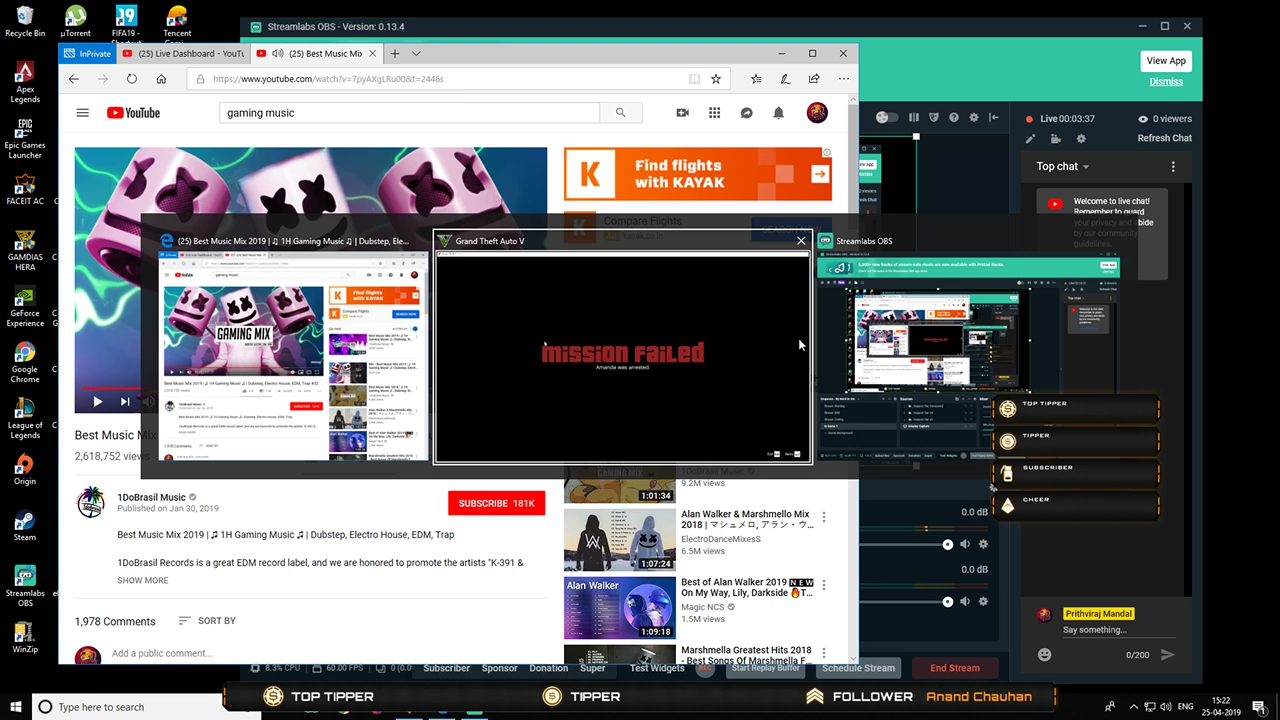 Recycle Bin
µTorrent
FIFA19 - Shortcut
Tencent
Apex Legends
Epic Games Launcher
FACEIT AC
Streamlabs OBS - Version: 0.13.4
View App
Dismiss
InPrivate
(25) Live Dashboard - YouTu
(25) Best Music Mix
https://www.youtube.com/watch?v=7pyAXgLRu00&t=2446s
YouTube
gaming music
Live 00:03:37
0 viewers
Refresh Chat
Top chat
Welcome to live chat!
Remember to guard
your privacy and abide
by our community
guidelines.
Find flights
with KAYAK
Compare Flights
(25) Best Music Mix 2019 | ♫ 1H Gaming Music ♫ | Dubstep, Ele...
Grand Theft Auto V
Streamlabs OBS
GAMING MIX
mission failed
Amanda was arrested.
GeForce Experience
League of
Origin
Steam
Streamlabs OBS
WinZip
TOP TIPPER
TIPPER
SUBSCRIBER
CHEER
Best Music Mix
2,618,752 views
1DoBrasil Music
Published on Jan 30, 2019
SUBSCRIBE 181K
Best Music Mix 2019 | ♫ 1H Gaming Music ♫ | Dubstep, Electro House, EDM, Trap
1DoBrasil Records is a great EDM record label, and we are honored to promote the artists "K-391 &
SHOW MORE
1,978 Comments
SORT BY
Add a public comment...
1DoBrasil Music
9.2M views
1:01:34
Alan Walker & Marshmello Mix
2018 | マシュメロ, アラン・ウ...
ElectroDanceMixesS
6.5M views
1:07:24
Alan Walker
Best of Alan Walker 2019 NEW
On My Way, Lily, Darkside 🔥T...
Magic NCS
1.5M views
1:09:18
Marshmella Greatest Hits 2018
- Best Songs Of Marshmella F
0.0 dB
0.0 dB
Prithviraj Mandal
Say something...
0/200
8.3% CPU
60.00 FPS
Subscriber
Sponsor
Donation
Super
Test Widgets
REC
Start Replay Buffer
Schedule Stream
End Stream
TOP TIPPER
TIPPER
FOLLOWER Anand Chauhan
Type here to search
ENG
15:22
25-04-2019